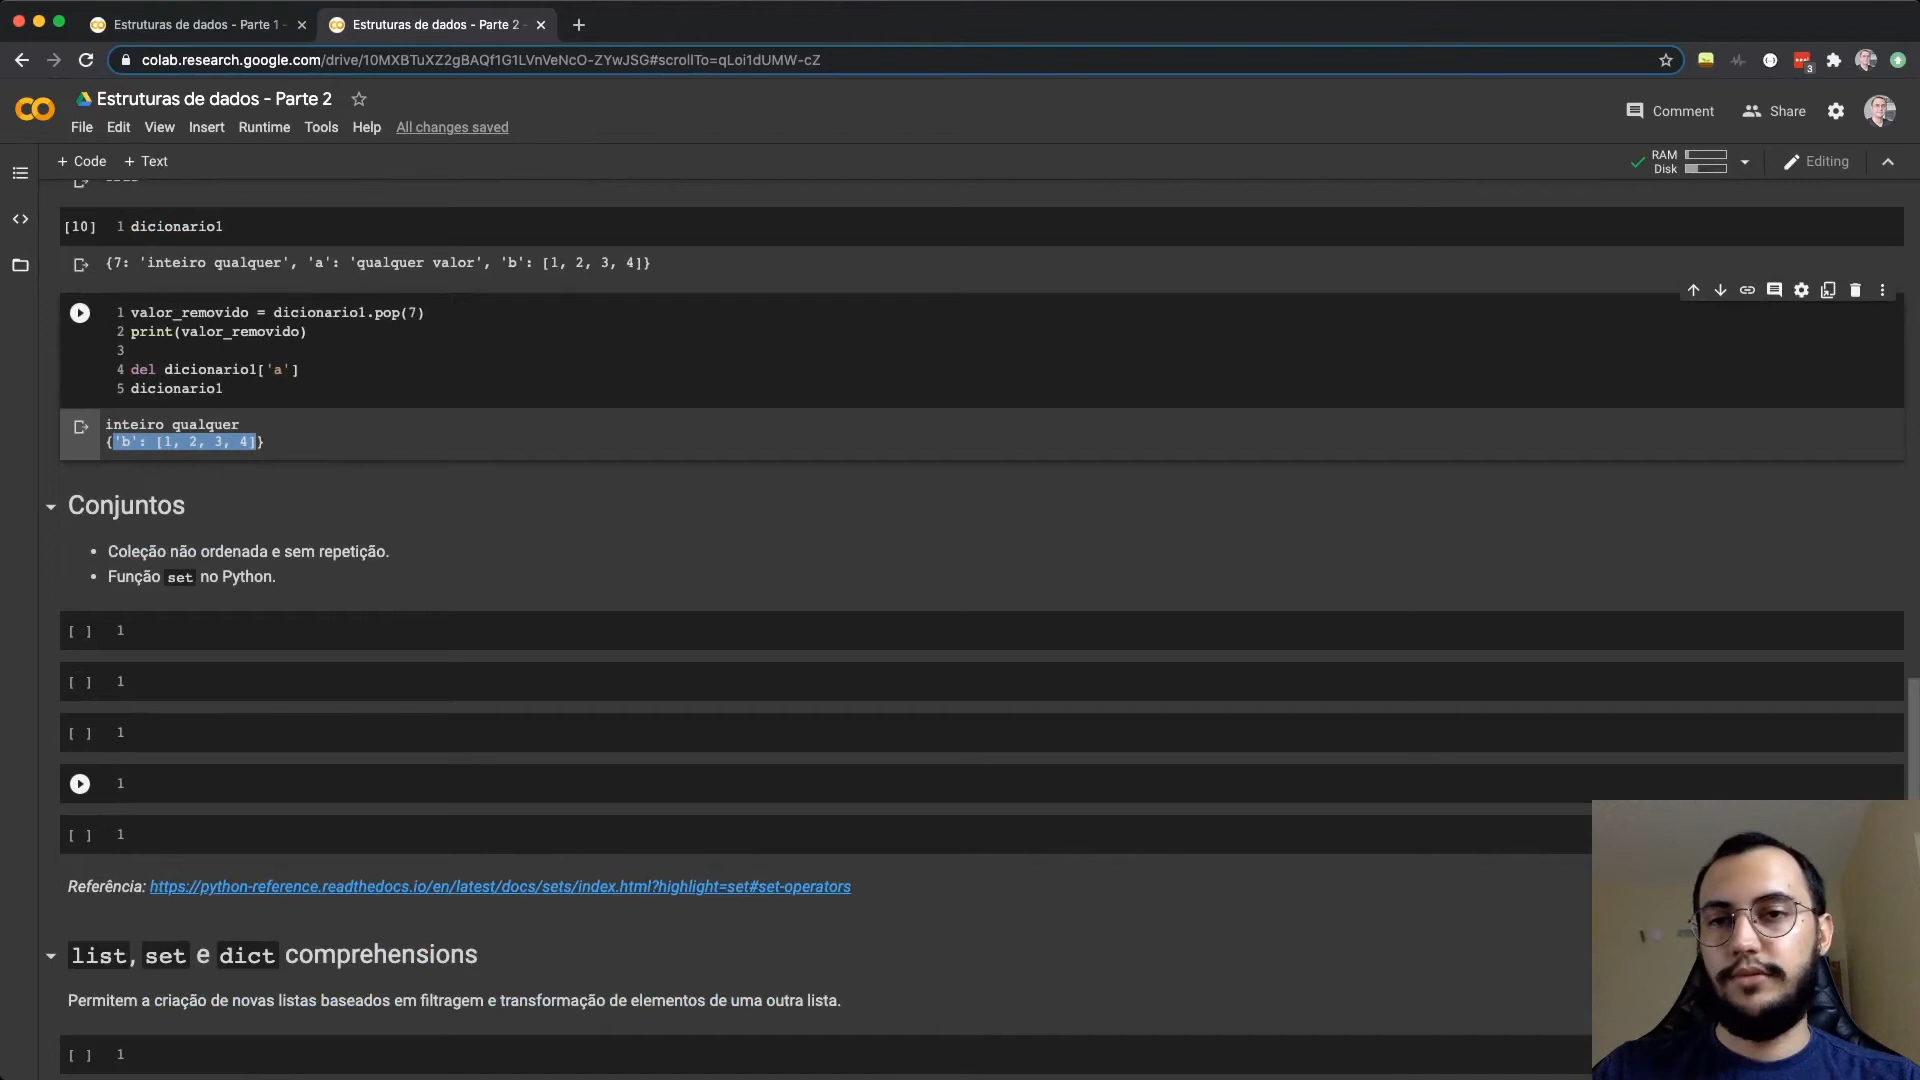 Estruturas de dados - Parte 1 -
Estruturas de dados - Parte 2 -
colab.research.google.com/drive/10MXBTuXZ2gBAQf1G1LVnVeNcO-ZYwJSG#scrollTo=qLoi1dUMW-cZ
3
Estruturas de dados - Parte 2
Comment
Share
File Edit View Insert Runtime Tools Help All changes saved
+ Code + Text
RAM
Disk
Editing
[10] 1 dicionario1
{7: 'inteiro qualquer', 'a': 'qualquer valor', 'b': [1, 2, 3, 4]}
1 valor_removido = dicionario1.pop(7)
2 print(valor_removido)
3
4 del dicionario1['a']
5 dicionario1
inteiro qualquer
{'b': [1, 2, 3, 4]}
Conjuntos
• Coleção não ordenada e sem repetição.
• Função set no Python.
[ ] 1
[ ] 1
[ ] 1
1
[ ] 1
Referência: https://python-reference.readthedocs.io/en/latest/docs/sets/index.html?highlight=set#set-operators
list, set e dict comprehensions
Permitem a criação de novas listas baseados em filtragem e transformação de elementos de uma outra lista.
[ ] 1